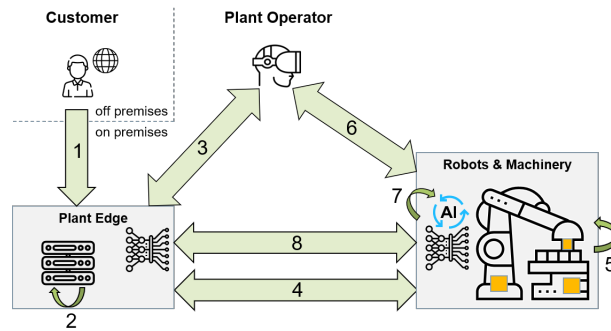 Customer
Plant Operator
off premises
on premises
1
3
6
Robots & Machinery
7
AI
Plant Edge
8
5
4
2